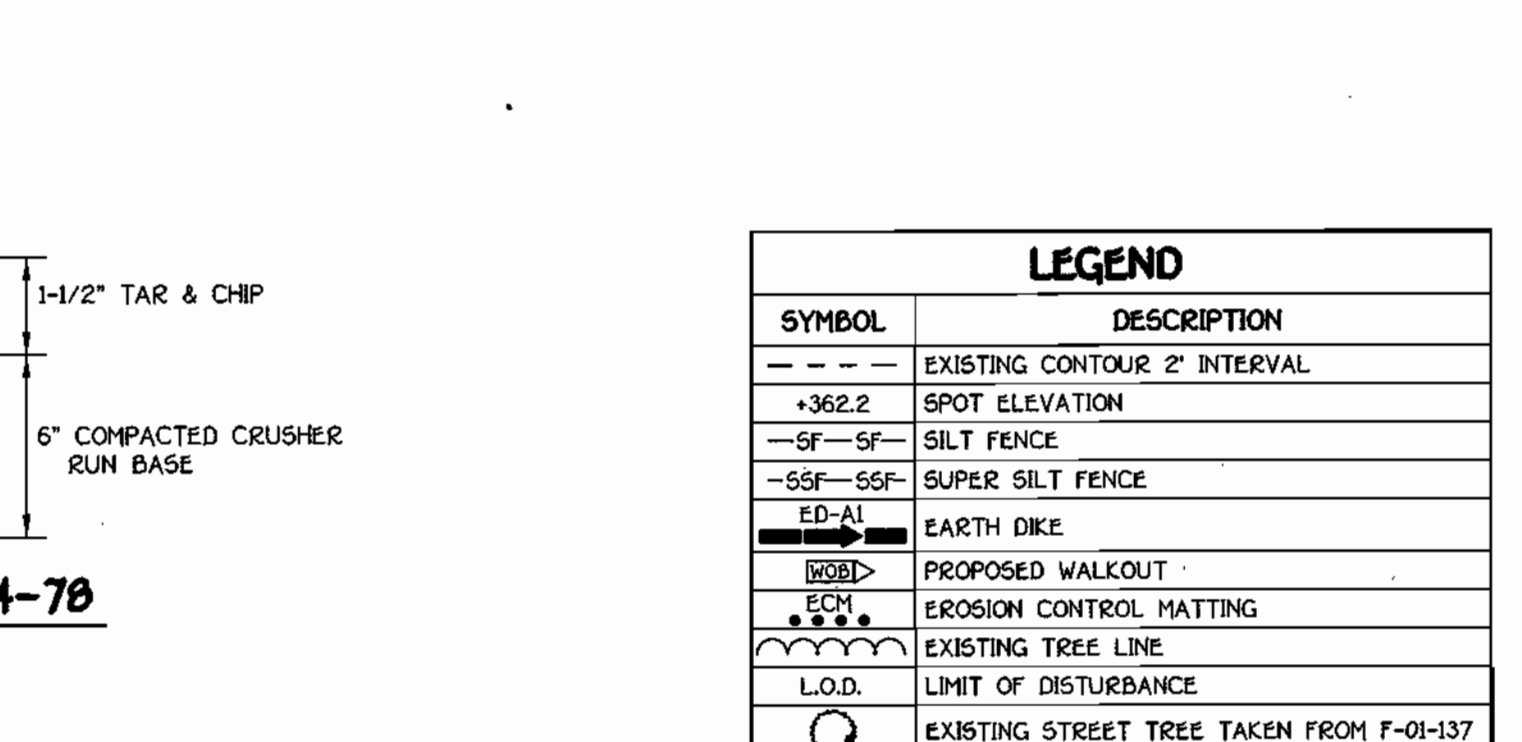 1-1/2" TAR & CHIP
6" COMPACTED CRUSHER
RUN BASE
4-78
LEGEND
SYMBOL DESCRIPTION
EXISTING CONTOUR 2' INTERVAL
+362.2 SPOT ELEVATION
SF SF SILT FENCE
SSF SSF SUPER SILT FENCE
ED-A1
EARTH DIKE
WOB PROPOSED WALKOUT
ECM EROSION CONTROL MATTING
EXISTING TREE LINE
L.O.D. LIMIT OF DISTURBANCE
EXISTING STREET TREE TAKEN FROM F-01-137